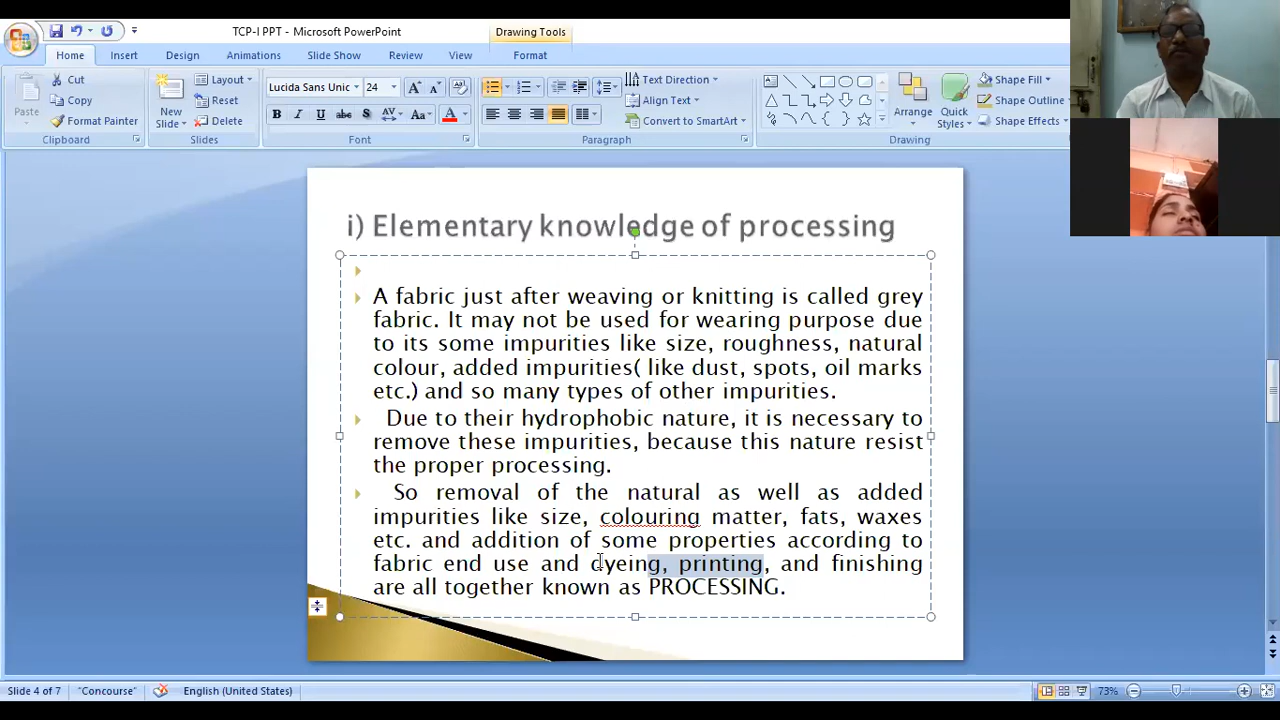 TCP-I PPT - Microsoft PowerPoint
Drawing Tools
Home
Insert
Design
Animations
Slide Show
Review
View
Format
Paste
Cut
Copy
Format Painter
Clipboard
New Slide
Layout
Reset
Delete
Slides
Lucida Sans Unic
24
B I U abc S AV Aa A
Font
Text Direction
Align Text
Convert to SmartArt
Paragraph
Arrange
Quick Styles
Shape Fill
Shape Outline
Shape Effects
Drawing
i) Elementary knowledge of processing
A fabric just after weaving or knitting is called grey
fabric. It may not be used for wearing purpose due
to its some impurities like size, roughness, natural
colour, added impurities( like dust, spots, oil marks
etc.) and so many types of other impurities.
Due to their hydrophobic nature, it is necessary to
remove these impurities, because this nature resist
the proper processing.
So removal of the natural as well as added
impurities like size, colouring matter, fats, waxes
etc. and addition of some properties according to
fabric end use and dyeing, printing, and finishing
are all together known as PROCESSING.
Slide 4 of 7
"Concourse"
English (United States)
73%